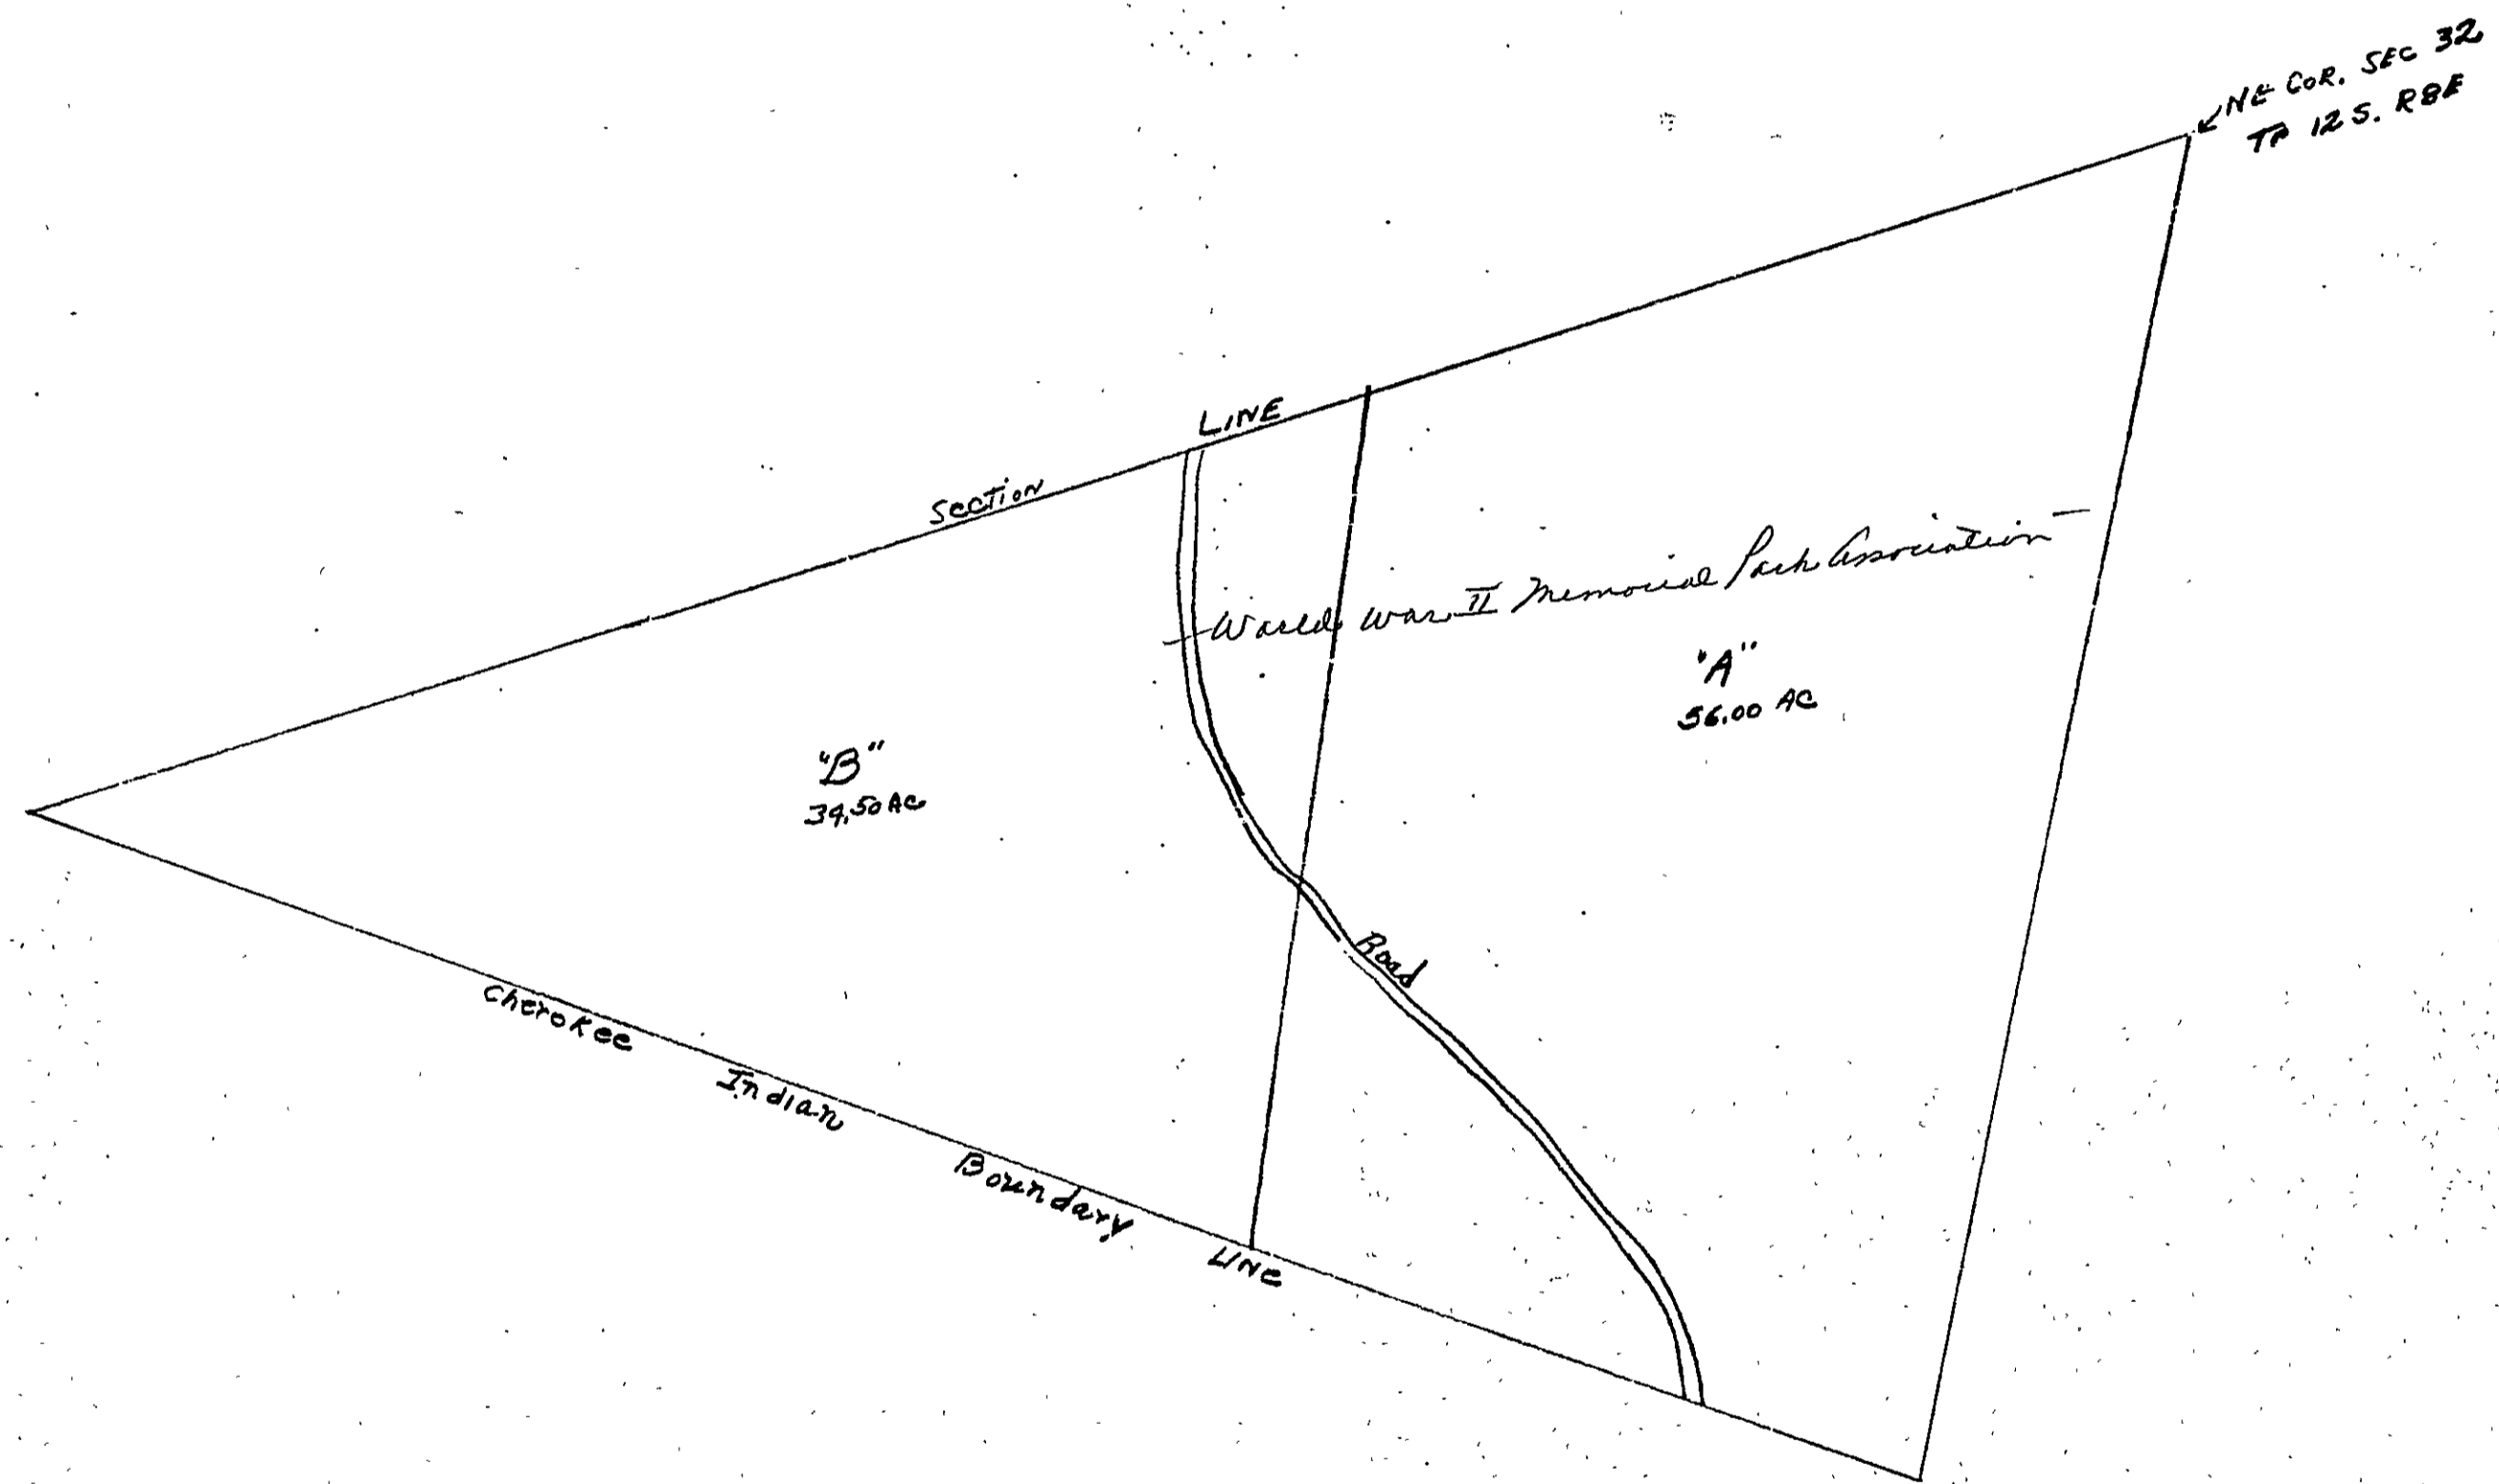 NE COR. SEC 32
TP 12 S. R8E
SECTION LINE
World War II Memorial Park Association
"A"
56.00 AC
"B"
34.50 AC
Road
Cherokee Indian Boundary LINE